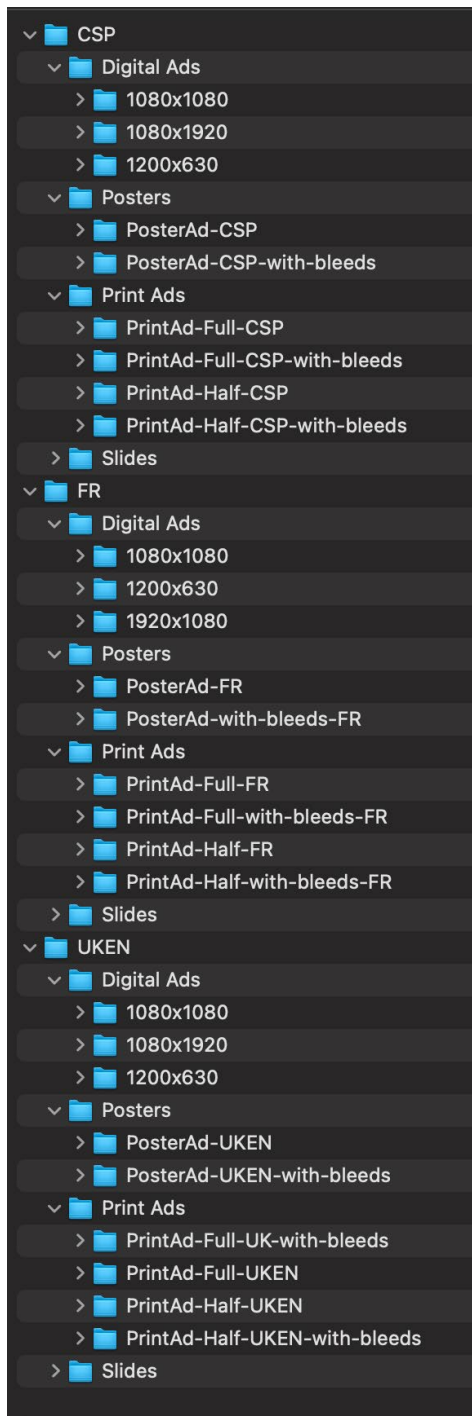 CSP
Digital Ads
1080x1080
1080x1920
1200x630
Posters
PosterAd-CSP
PosterAd-CSP-with-bleeds
Print Ads
PrintAd-Full-CSP
PrintAd-Full-CSP-with-bleeds
PrintAd-Half-CSP
PrintAd-Half-CSP-with-bleeds
Slides
FR
Digital Ads
1080x1080
1200x630
1920x1080
Posters
PosterAd-FR
PosterAd-with-bleeds-FR
Print Ads
PrintAd-Full-FR
PrintAd-Full-with-bleeds-FR
PrintAd-Half-FR
PrintAd-Half-with-bleeds-FR
Slides
UKEN
Digital Ads
1080x1080
1080x1920
1200x630
Posters
PosterAd-UKEN
PosterAd-UKEN-with-bleeds
Print Ads
PrintAd-Full-UK-with-bleeds
PrintAd-Full-UKEN
PrintAd-Half-UKEN
PrintAd-Half-UKEN-with-bleeds
Slides